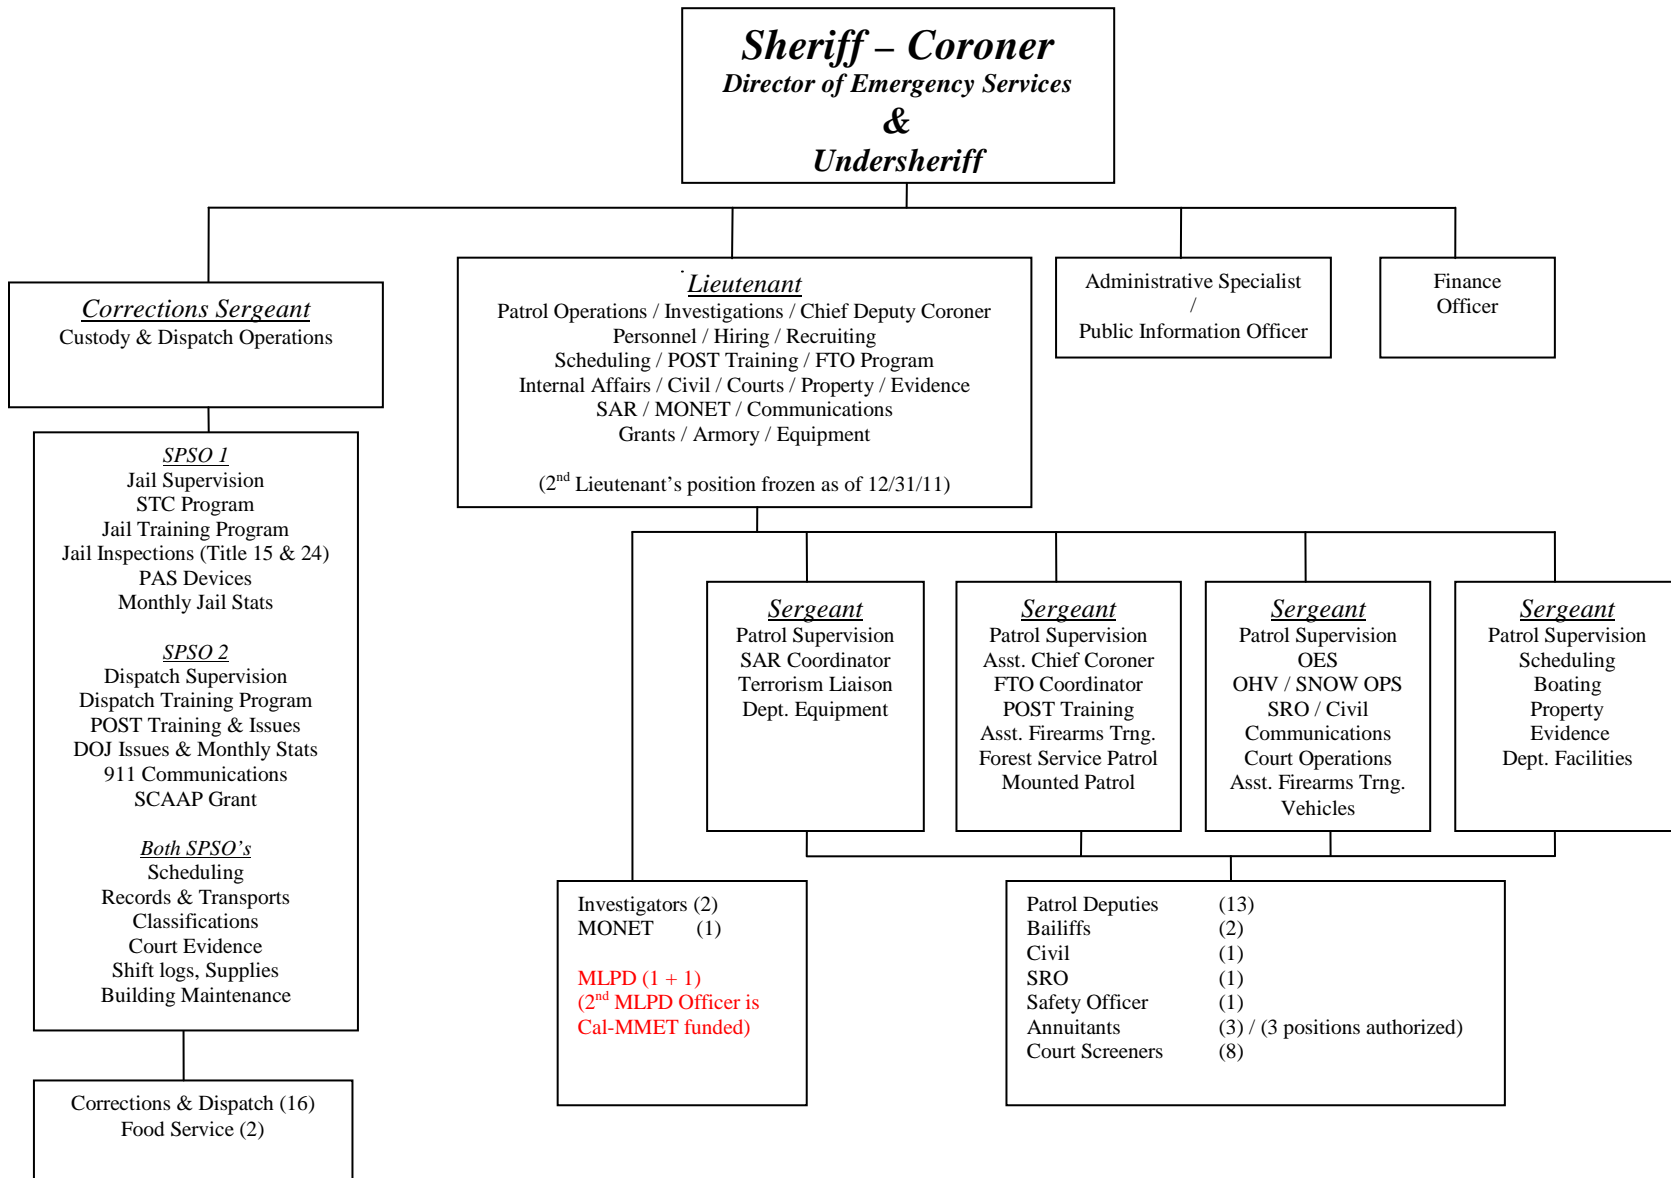 Sheriff – Coroner
Director of Emergency Services
&
Undersheriff
Corrections Sergeant
Custody & Dispatch Operations
Lieutenant
Patrol Operations / Investigations / Chief Deputy Coroner
Personnel / Hiring / Recruiting
Scheduling / POST Training / FTO Program
Internal Affairs / Civil / Courts / Property / Evidence
SAR / MONET / Communications
Grants / Armory / Equipment
(2nd Lieutenant’s position frozen as of 12/31/11)
Administrative Specialist
/
Public Information Officer
Finance
Officer
SPSO 1
Jail Supervision
STC Program
Jail Training Program
Jail Inspections (Title 15 & 24)
PAS Devices
Monthly Jail Stats
SPSO 2
Dispatch Supervision
Dispatch Training Program
POST Training & Issues
DOJ Issues & Monthly Stats
911 Communications
SCAAP Grant
Both SPSO’s
Scheduling
Records & Transports
Classifications
Court Evidence
Shift logs, Supplies
Building Maintenance
Corrections & Dispatch (16)
Food Service (2)
Sergeant
Patrol Supervision
SAR Coordinator
Terrorism Liaison
Dept. Equipment
Sergeant
Patrol Supervision
Asst. Chief Coroner
FTO Coordinator
POST Training
Asst. Firearms Trng.
Forest Service Patrol
Mounted Patrol
Sergeant
Patrol Supervision
OES
OHV / SNOW OPS
SRO / Civil
Communications
Court Operations
Asst. Firearms Trng.
Vehicles
Sergeant
Patrol Supervision
Scheduling
Boating
Property
Evidence
Dept. Facilities
Investigators (2)
MONET (1)
MLPD (1 + 1)
(2nd MLPD Officer is
Cal-MMET funded)
Patrol Deputies (13)
Bailiffs (2)
Civil (1)
SRO (1)
Safety Officer (1)
Annuitants (3) / (3 positions authorized)
Court Screeners (8)